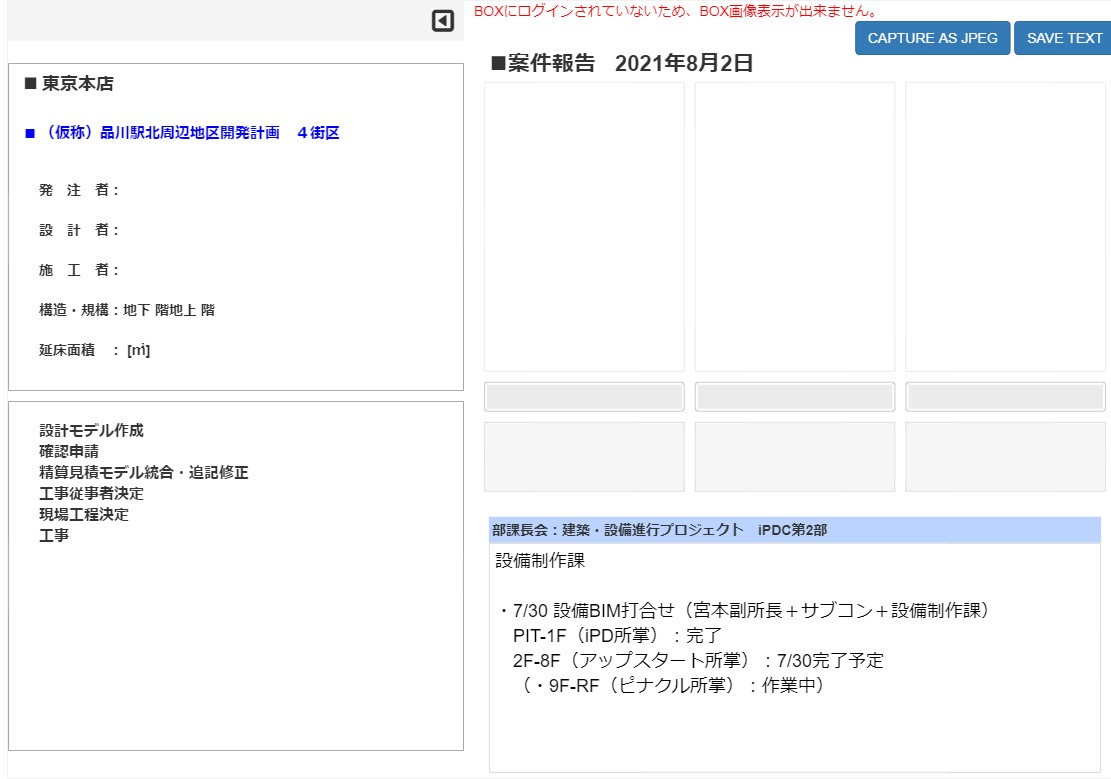 BOXにログインされていないため、BOX画像表示が出来ません。
CAPTURE AS JPEG
SAVE TEXT
■東京本店
■ （仮称）品川駅北周辺地区開発計画　４街区
発　注　者：
設　計　者：
施　工　者：
構造・規構：地下 階地上 階
延床面積　： [㎡]
設計モデル作成
確認申請
精算見積モデル統合・追記修正
工事従事者決定
現場工程決定
工事
■案件報告　2021年8月2日
部課長会：建築・設備進行プロジェクト　iPDC第2部
設備制作課
・7/30 設備BIM打合せ（宮本副所長＋サブコン＋設備制作課）
PIT-1F（iPD所掌）：完了
2F-8F（アップスタート所掌）：7/30完了予定
（・9F-RF（ピナクル所掌）：作業中）